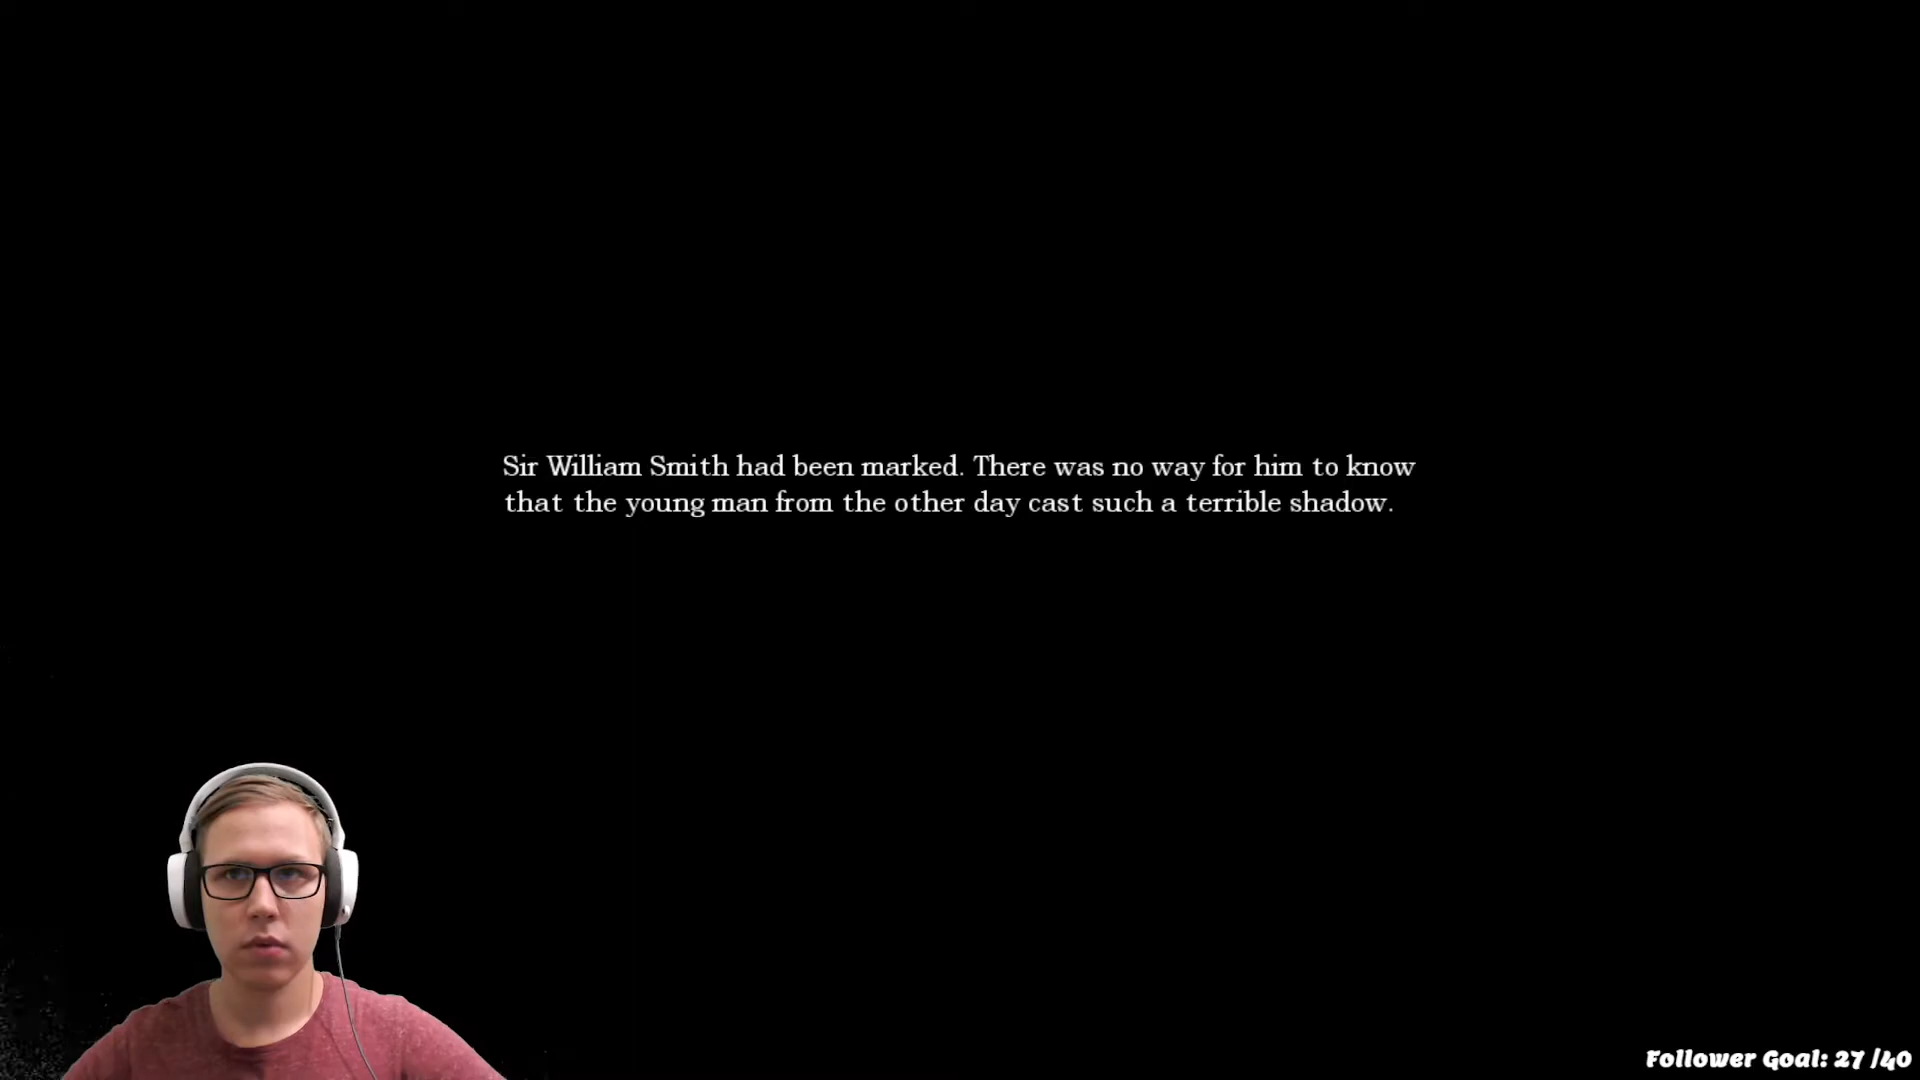 Sir William Smith had been marked. There was no way for him to know
that the young man from the other day cast such a terrible shadow.
Follower Goal: 27 /40